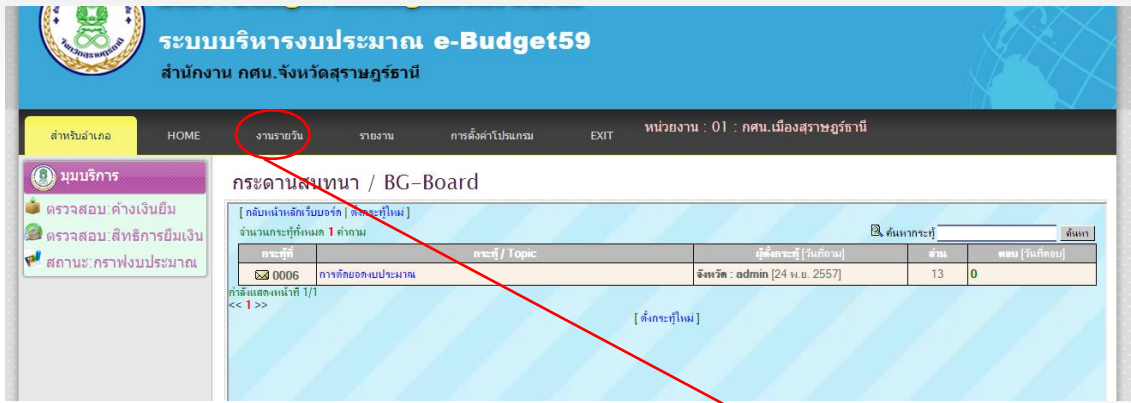 ระบบบริหารงบประมาณ e-Budget59
สำนักงาน กศน.จังหวัดสุราษฎร์ธานี
สำหรับอำเภอ HOME งานรายวัน รายงาน การตั้งค่าโปรแกรม EXIT หน่วยงาน : 01 : กศน.เมืองสุราษฎร์ธานี
มุมบริการ
ตรวจสอบ:ค้างเงินยืม
ตรวจสอบ:สิทธิการยืมเงิน
สถานะ:กราฟงบประมาณ
กระดานสนทนา / BG-Board
[ กลับหน้าหลักเว็บบอร์ด | ตั้งกระทู้ใหม่ ]
จำนวนกระทู้ทั้งหมด 1 คำถาม ค้นหากระทู้ ค้นหา
กระทู้ที่ กระทู้ / Topic ผู้ตั้งกระทู้ [วันที่ถาม] อ่าน ตอบ [วันที่ตอบ]
0006 การตัดยอดงบประมาณ จังหวัด : admin [24 พ.ย. 2557] 13 0
กำลังแสดงหน้าที่ 1/1
<< 1 >>
[ ตั้งกระทู้ใหม่ ]